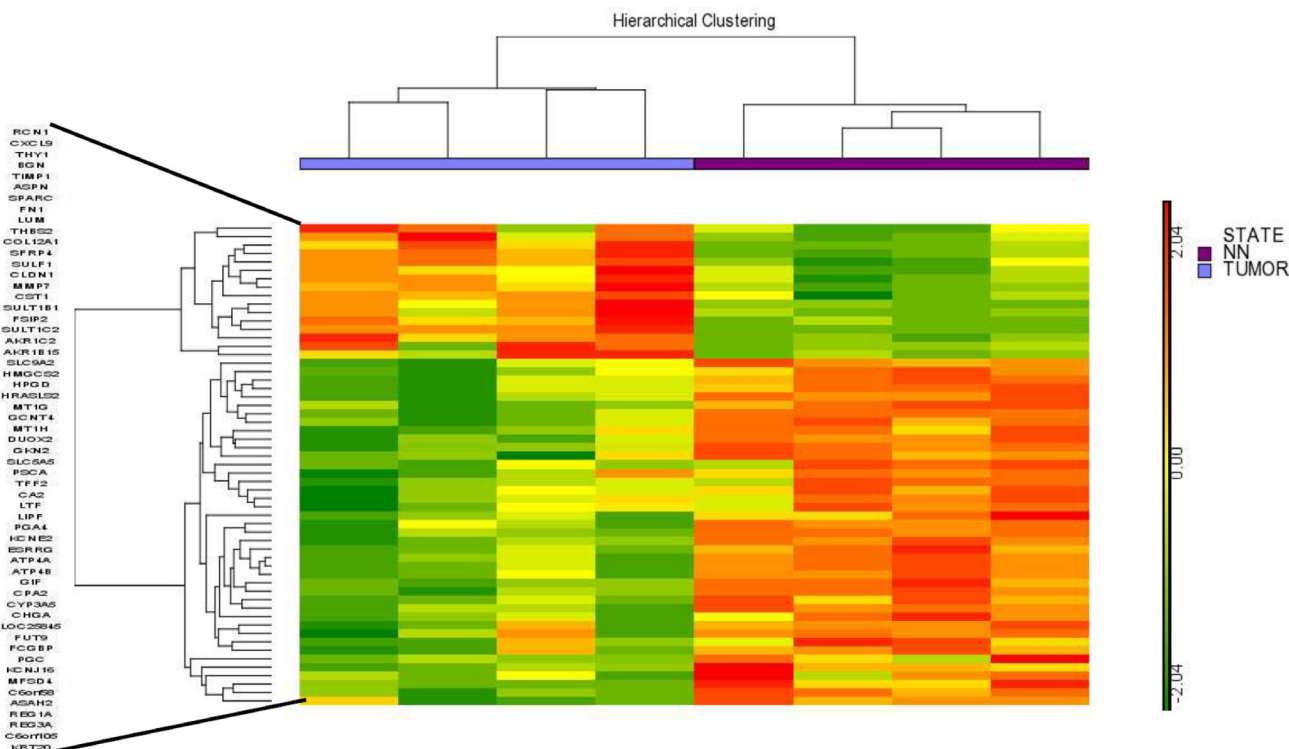 Hierarchical Clustering
RCN1
CXCL9
THY1
BGN
TIMP1
ASPN
SPARC
FN1
LUM
THBS2
COL12A1
SFRP4
SULF1
CLDN1
MMP7
CST1
SULT1B1
FSIP2
SULT1C2
AKR1C2
AKR1B15
SLC9A2
HMGCS2
HPGD
HRASLS2
MT1G
GCNT4
MT1H
DUOX2
GKN2
SLC5A5
PSCA
TFF2
CA2
LTF
LIPF
PGA4
KCNE2
ESRRG
ATP4A
ATP4B
GIF
CPA2
CYP3A5
CHGA
LOC25845
FUT9
FCGBP
PGC
KCNJ16
MFSD4
C6orf58
ASAH2
REG1A
REG3A
C6orf105
KRT20
2.04
0.00
-2.04
STATE
NN
TUMOR